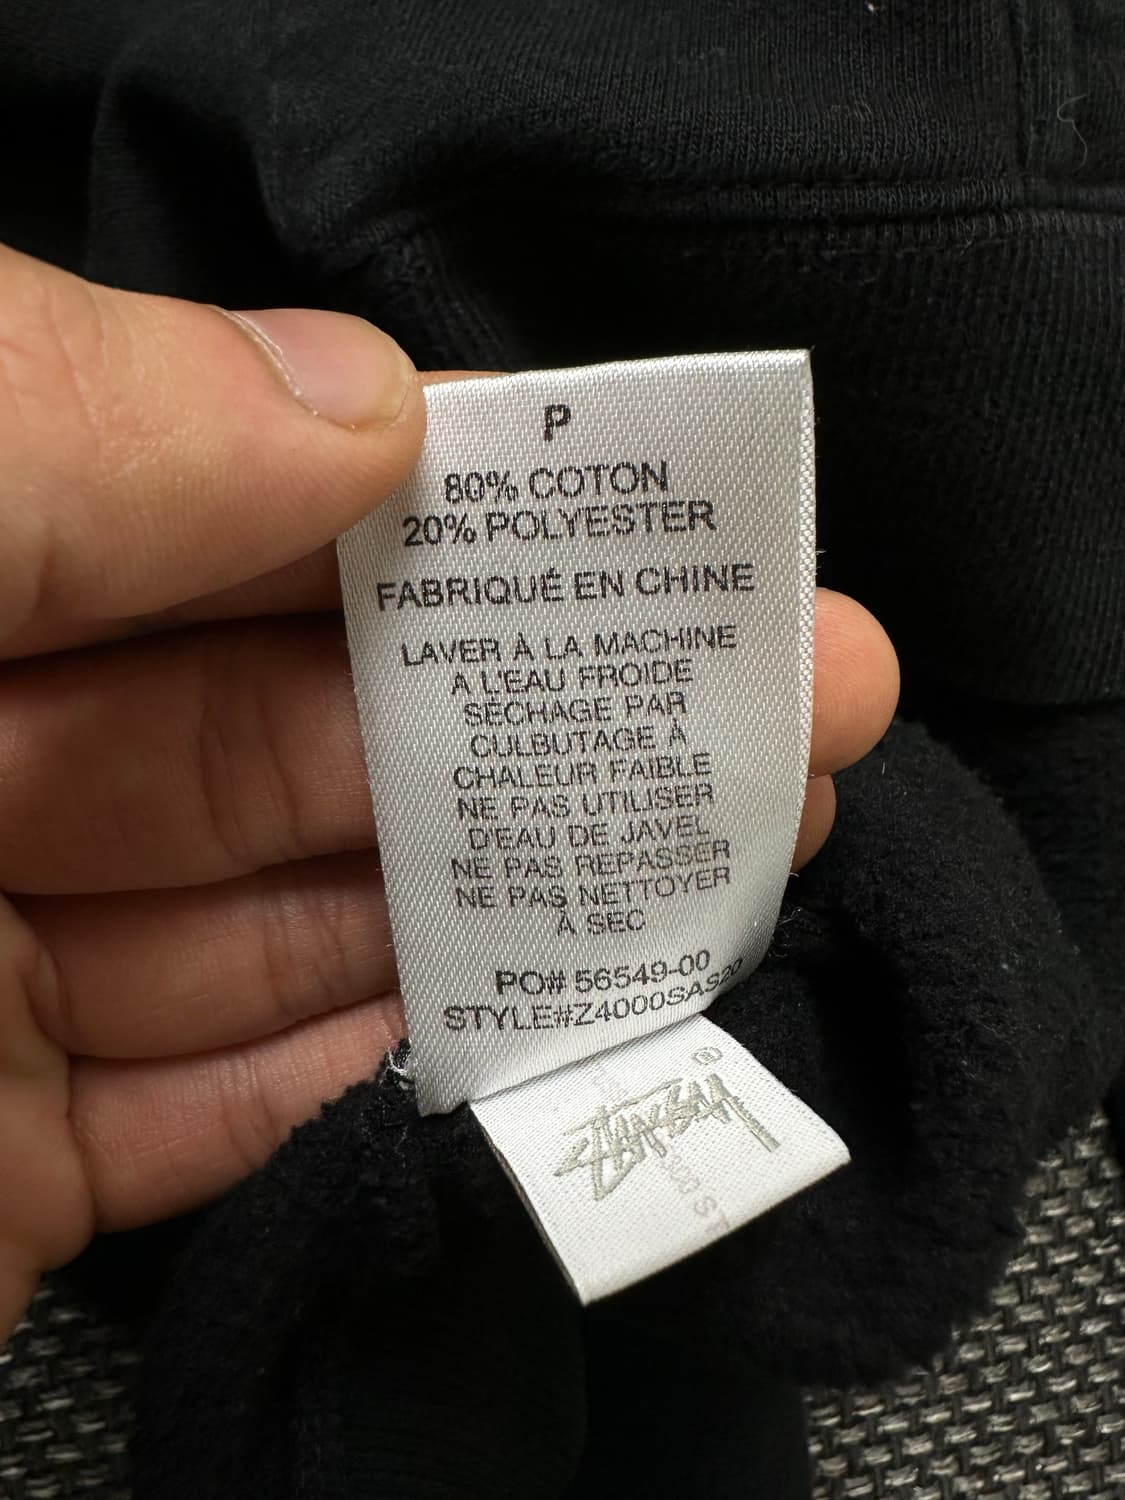 P
80% COTON
20% POLYESTER
FABRIQUÉ EN CHINE
LAVER À LA MACHINE
A L'EAU FROIDE
SÉCHAGE PAR
CULBUTAGE À
CHALEUR FAIBLE
NE PAS UTILISER
D'EAU DE JAVEL
NE PAS REPASSER
NE PAS NETTOYER
À SEC
PO# 56549-00
STYLE#Z4000SAS20
STÜSSY ®